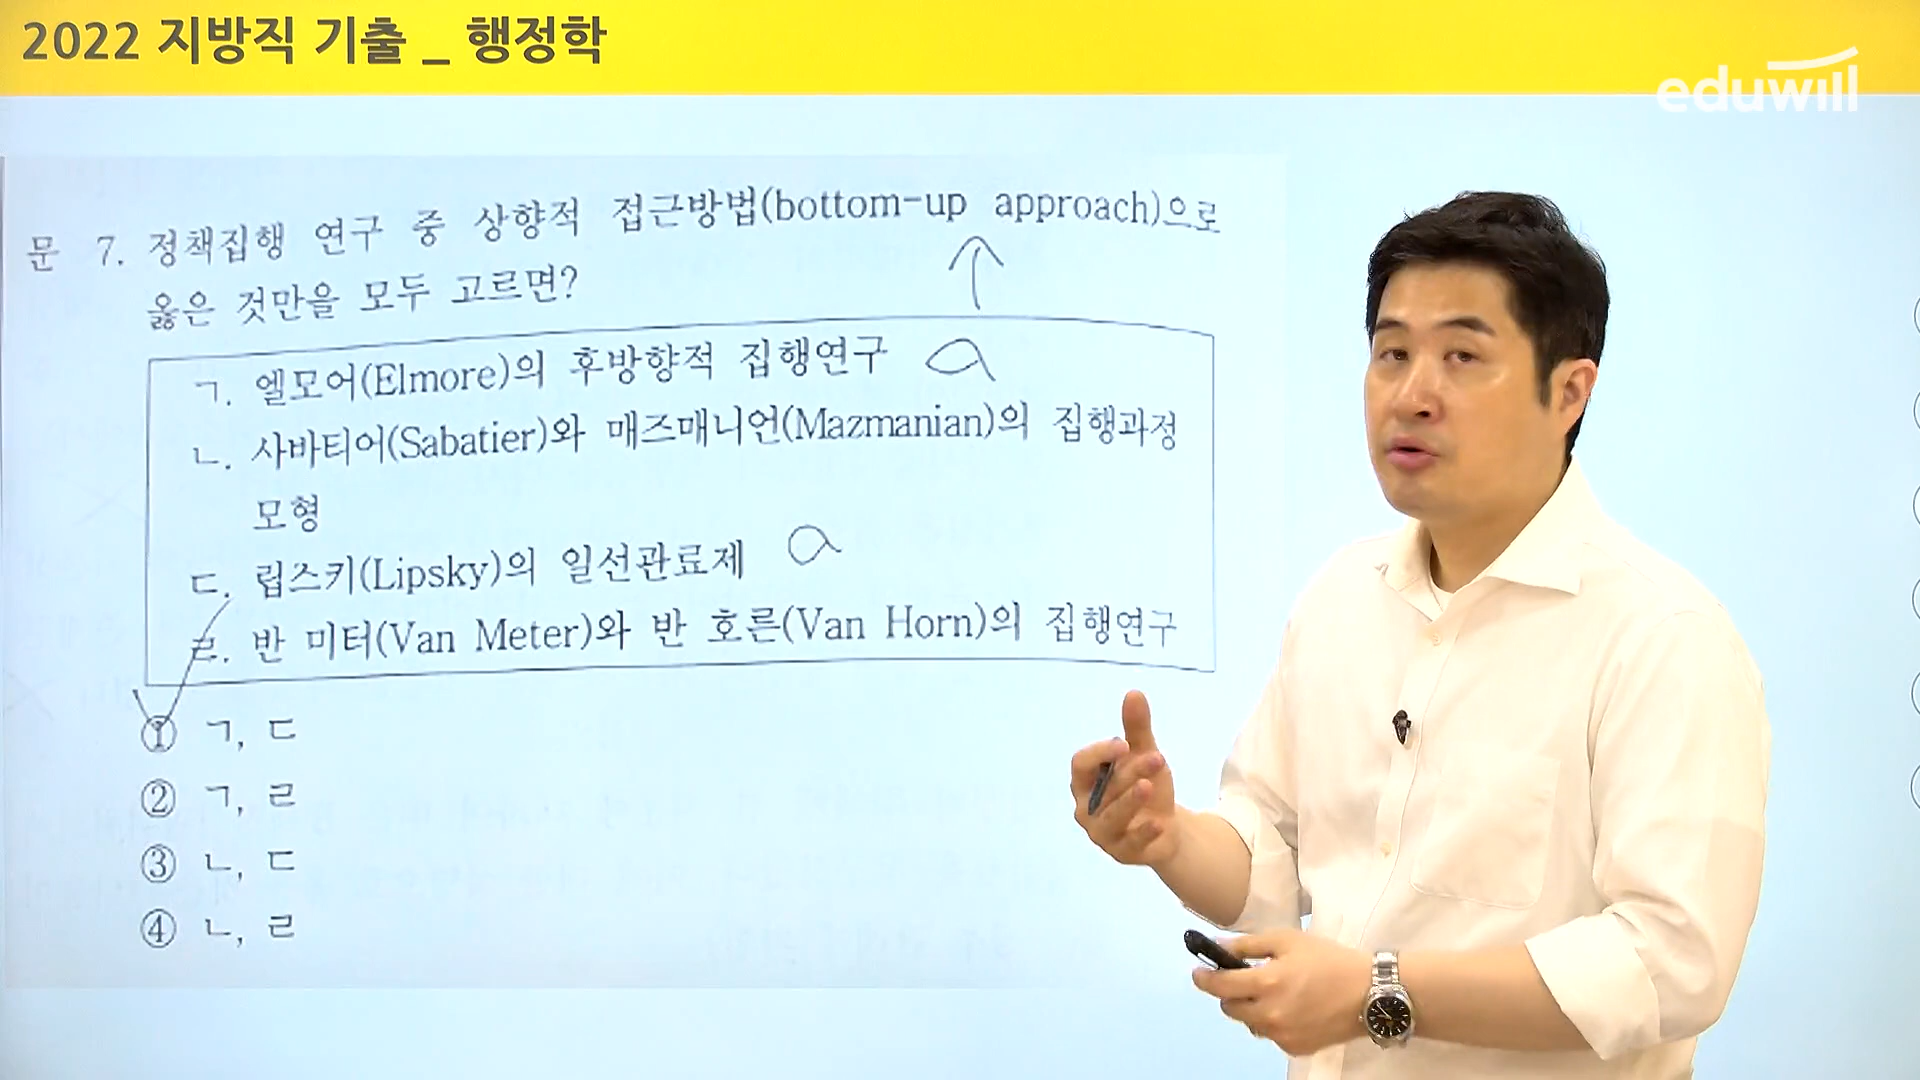 2022 지방직 기출 _ 행정학
eduwill
문 7. 정책집행 연구 중 상향적 접근방법(bottom-up approach)으로
옳은 것만을 모두 고르면?
ㄱ. 엘모어(Elmore)의 후방향적 집행연구
ㄴ. 사바티어(Sabatier)와 매즈매니언(Mazmanian)의 집행과정
모형
ㄷ. 립스키(Lipsky)의 일선관료제
ㄹ. 반 미터(Van Meter)와 반 호른(Van Horn)의 집행연구
① ㄱ, ㄷ
② ㄱ, ㄹ
③ ㄴ, ㄷ
④ ㄴ, ㄹ